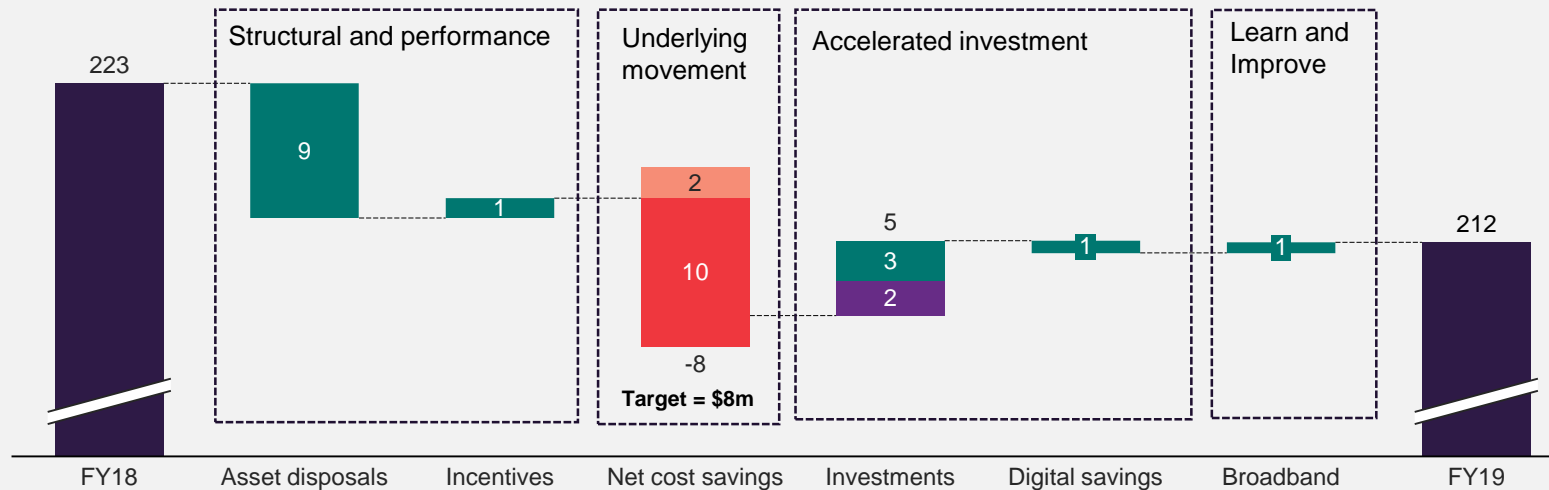 Structural and performance
Underlying
movement
Accelerated investment
Learn and
Improve
223
9
1
2
10
-8
Target = $8m
5
3
2
1
1
212
FY18
Asset disposals
Incentives
Net cost savings
Investments
Digital savings
Broadband
FY19